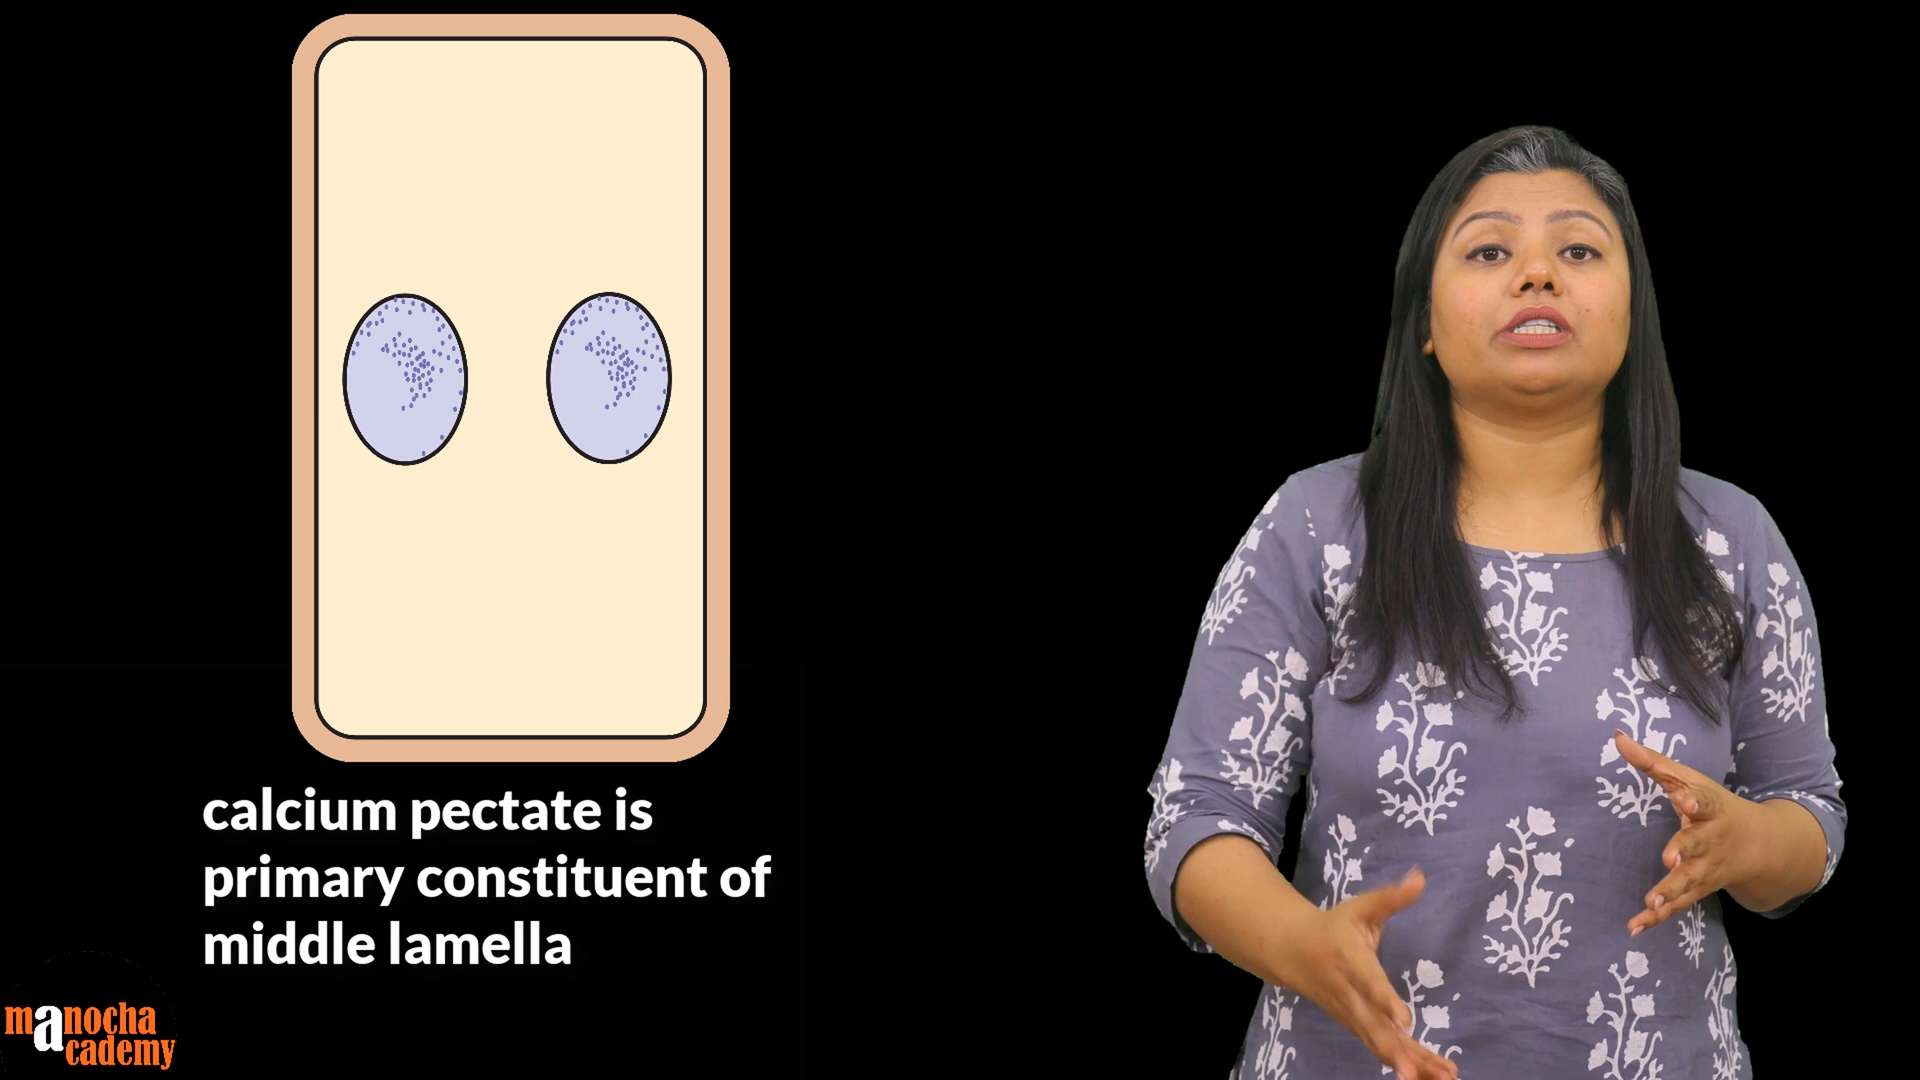 calcium pectate is
primary constituent of
middle lamella
manocha
academy